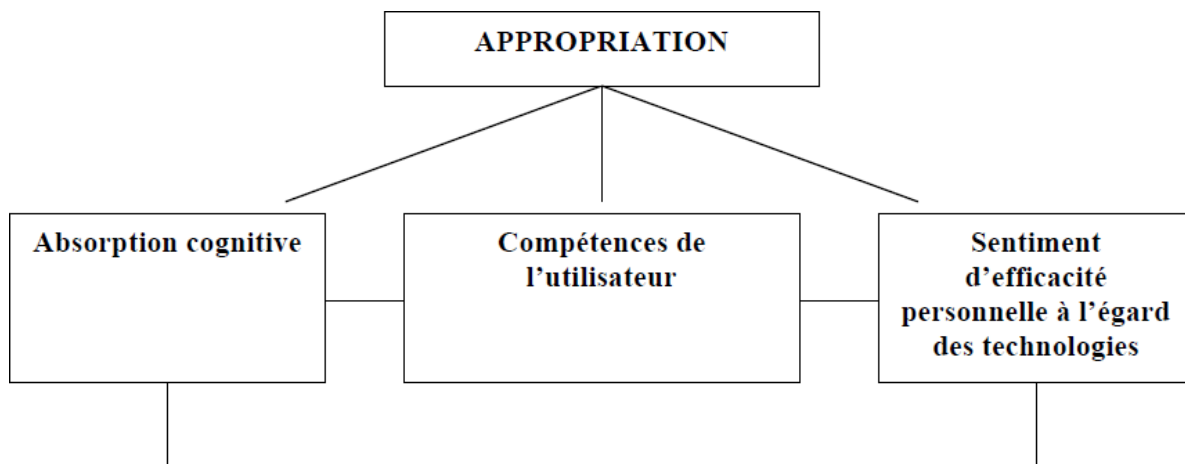 APPROPRIATION
Absorption cognitive
Compétences de
l’utilisateur
Sentiment
d’efficacité
personnelle à l’égard
des technologies